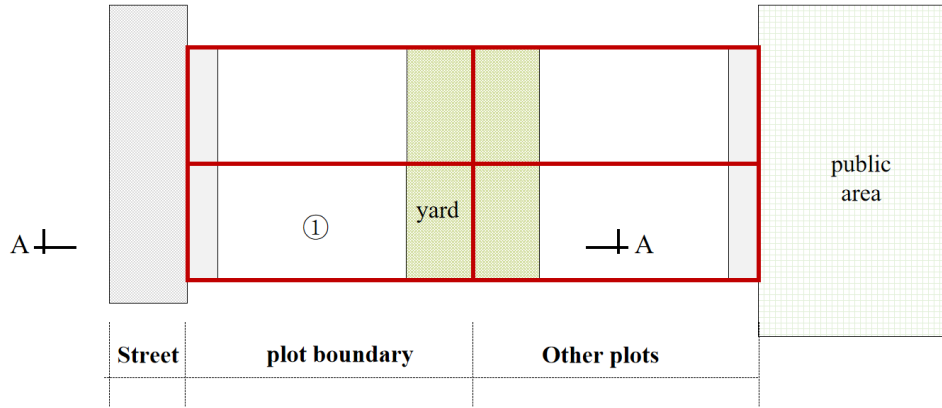 public
area
yard
①
A
A
Street
plot boundary
Other plots